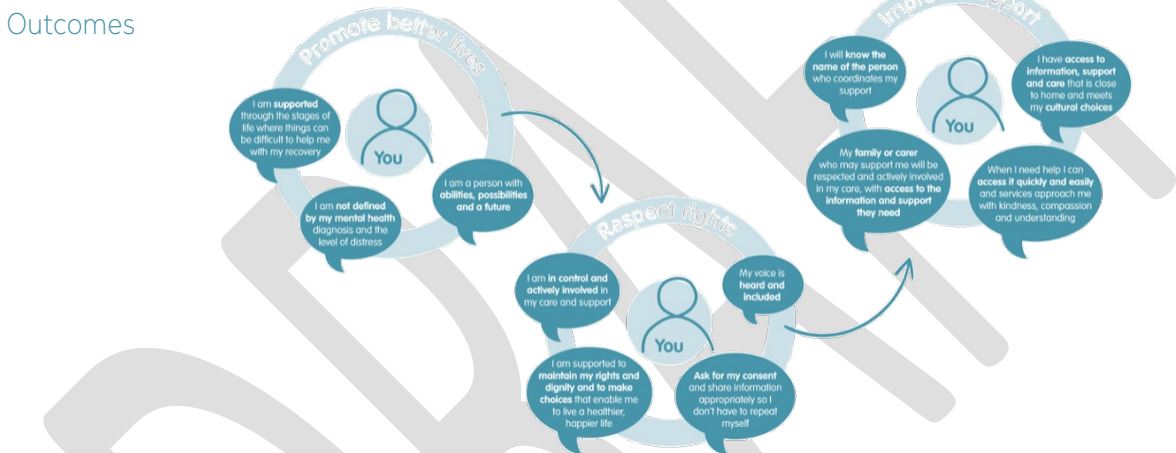 Outcomes
Promote better lives
I am supported
through the stages of
life where things can
be difficult to help me
with my recovery
You
I am not defined
by my mental health
diagnosis and the
level of distress
I am a person with
abilities, possibilities
and a future
Respect rights
I am in control and
actively involved in
my care and support
My voice is
heard and
included
You
I am supported to
maintain my rights and
dignity and to make
choices that enable me
to live a healthier,
happier life
Ask for my consent
and share information
appropriately so I
don't have to repeat
myself
I will know the
name of the person
who coordinates my
support
I have access to
information, support
and care that is close
to home and meets
my cultural choices
You
My family or carer
who may support me will be
respected and actively involved
in my care, with access to the
information and support
they need
When I need help I can
access it quickly and easily
and services approach me
with kindness, compassion
and understanding